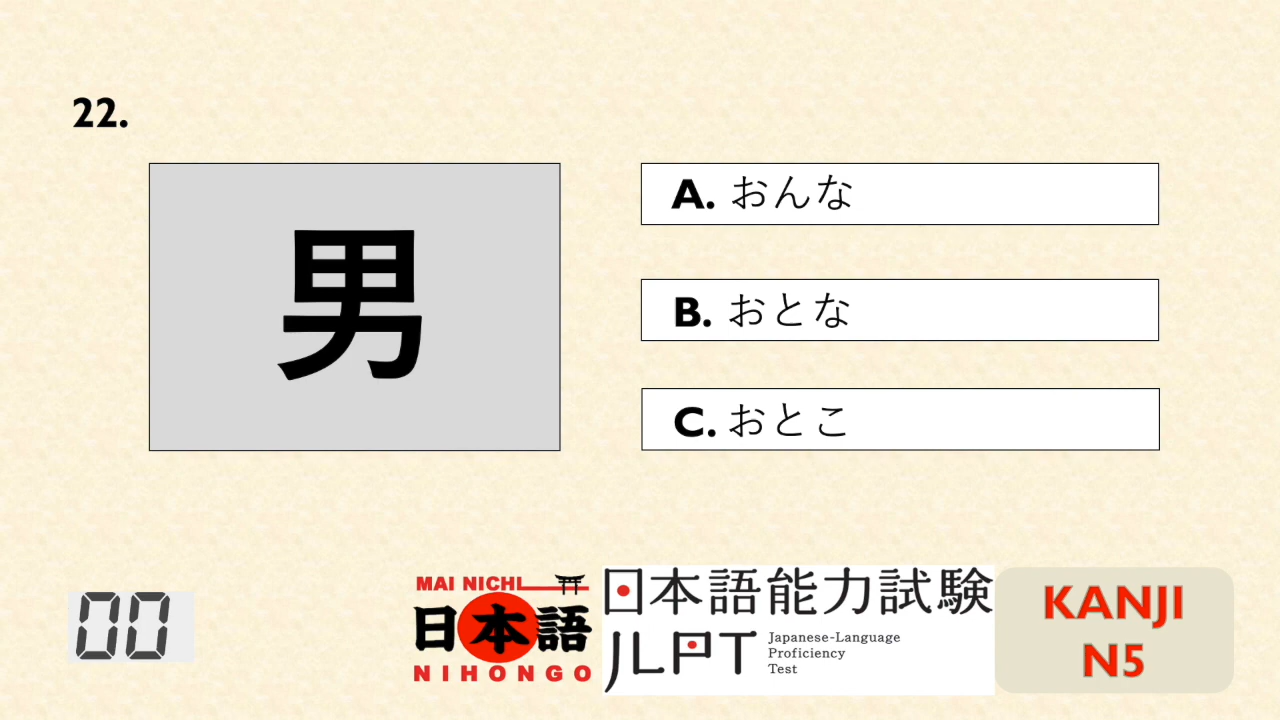 22.
男
A. おんな
B. おとな
C. おとこ
00
MAI NICHI
日本語
NIHONGO
日本語能力試験
JLPT
Japanese-Language
Proficiency
Test
KANJI
N5